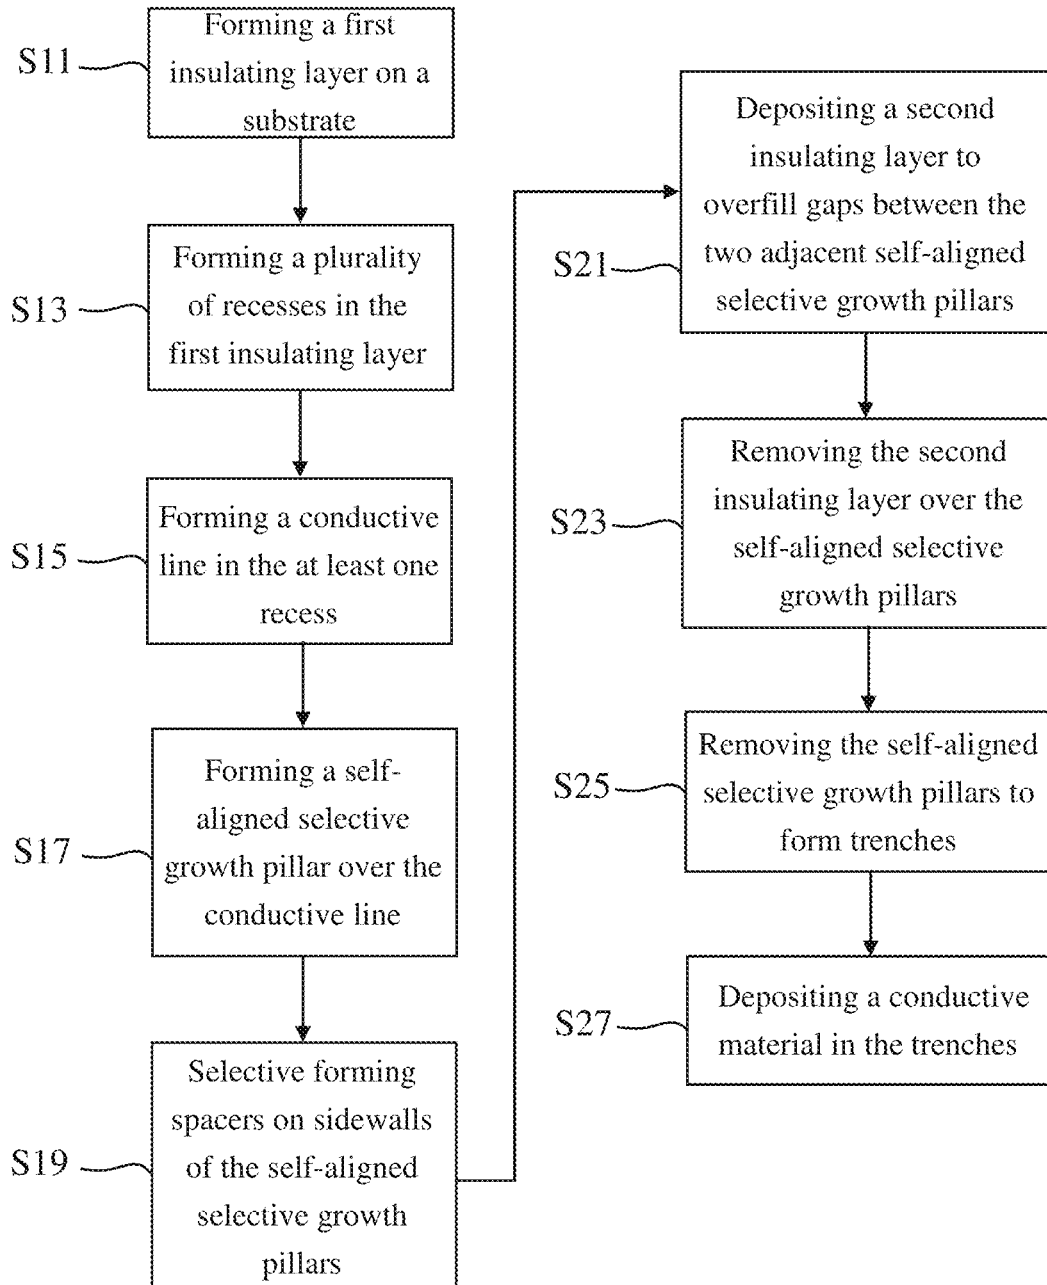 S11
Forming a first
insulating layer on a
substrate
S13
Forming a plurality
of recesses in the
first insulating layer
S15
Forming a conductive
line in the at least one
recess
S17
Forming a self-
aligned selective
growth pillar over the
conductive line
S19
Selective forming
spacers on sidewalls
of the self-aligned
selective growth
pillars
S21
Depositing a second
insulating layer to
overfill gaps between the
two adjacent self-aligned
selective growth pillars
S23
Removing the second
insulating layer over the
self-aligned selective
growth pillars
S25
Removing the self-aligned
selective growth pillars to
form trenches
S27
Depositing a conductive
material in the trenches